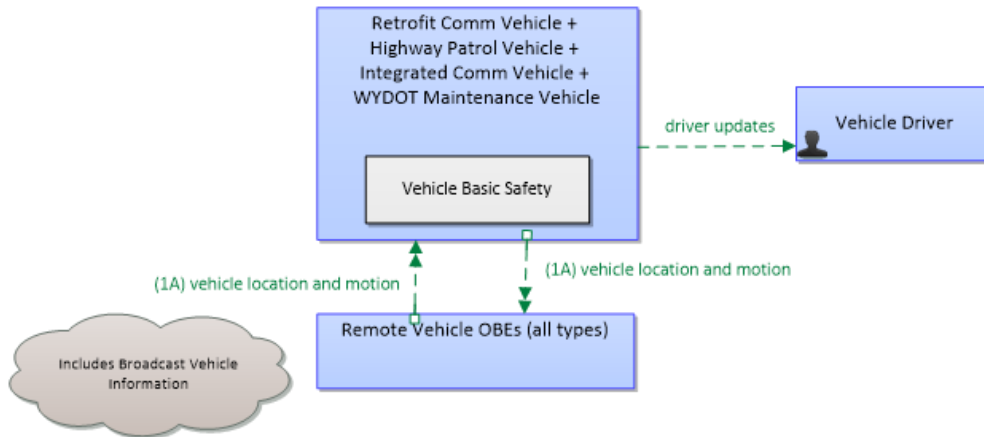 Retrofit Comm Vehicle +
Highway Patrol Vehicle +
Integrated Comm Vehicle +
WYDOT Maintenance Vehicle
driver updates
Vehicle Driver
Vehicle Basic Safety
(1A) vehicle location and motion
(1A) vehicle location and motion
Remote Vehicle OBEs (all types)
Includes Broadcast Vehicle
Information